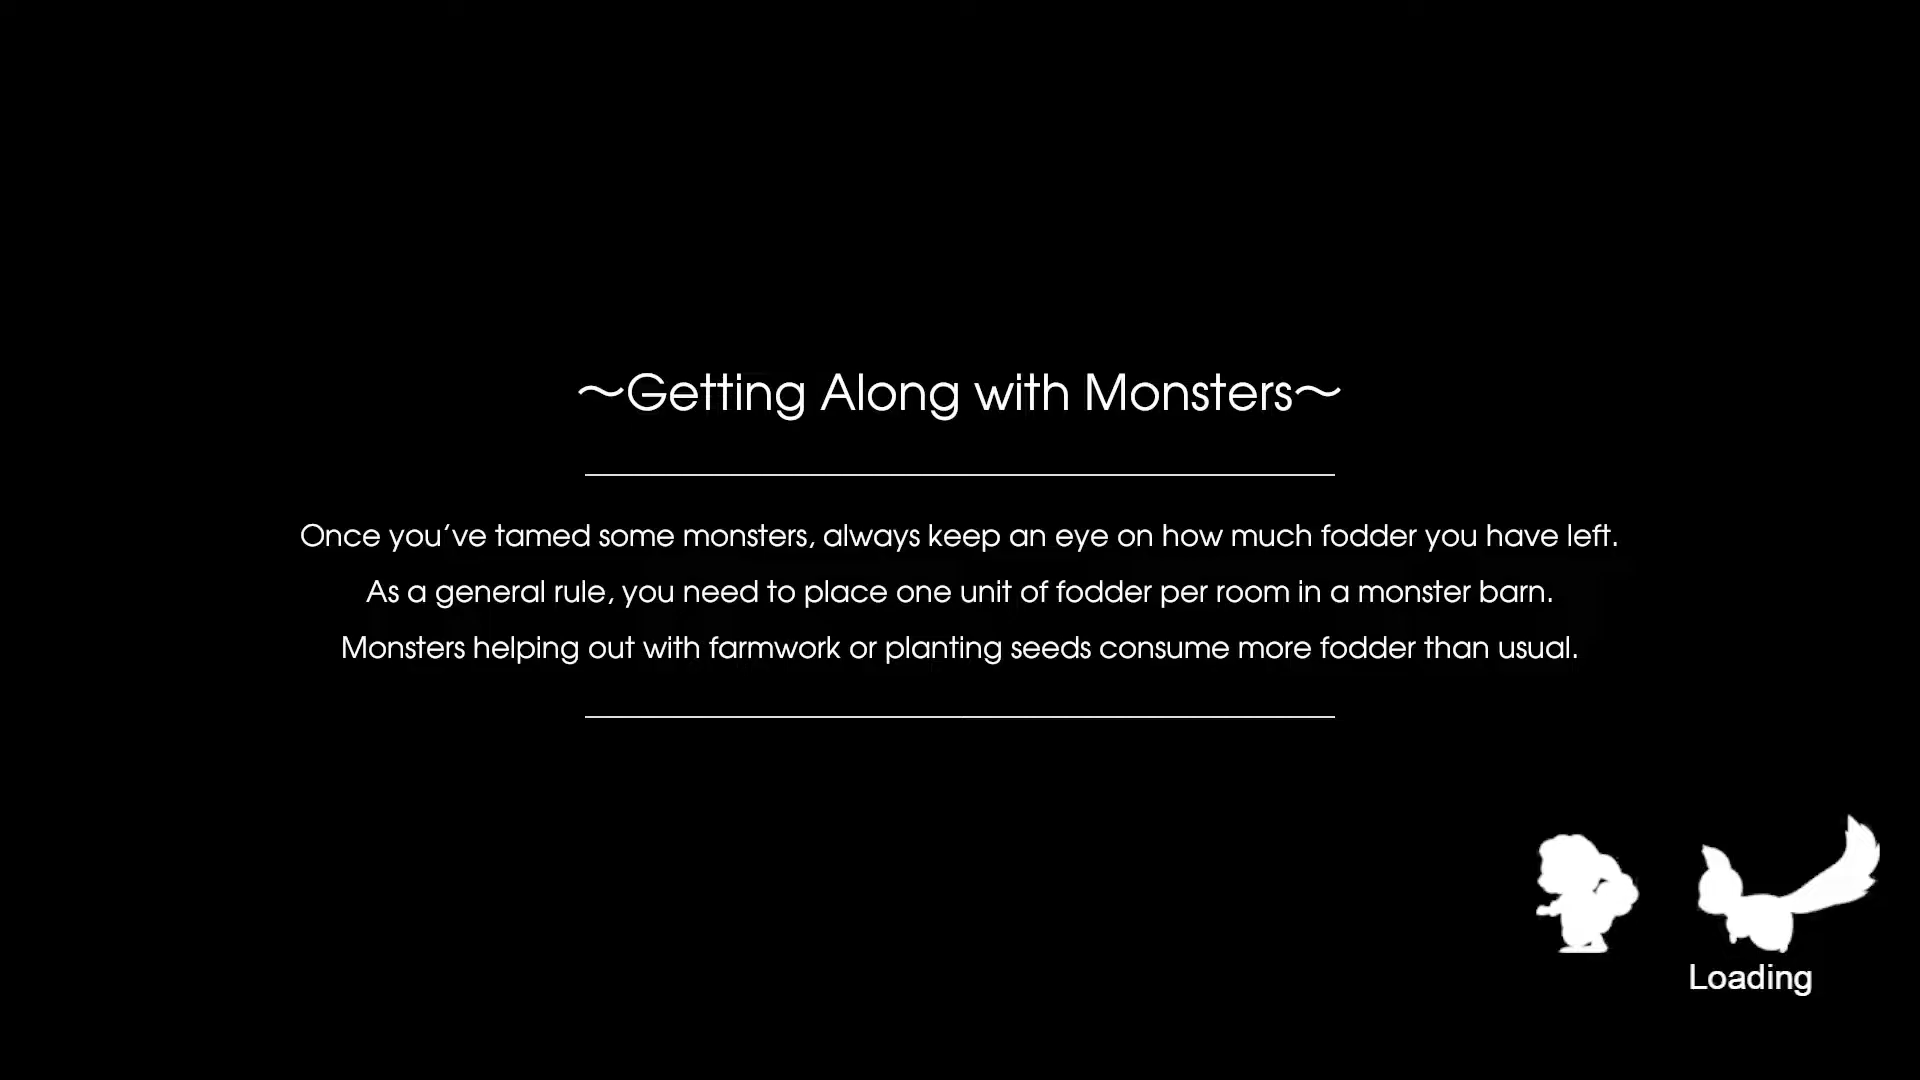 ～Getting Along with Monsters～
Once you’ve tamed some monsters, always keep an eye on how much fodder you have left.
As a general rule, you need to place one unit of fodder per room in a monster barn.
Monsters helping out with farmwork or planting seeds consume more fodder than usual.
Loading